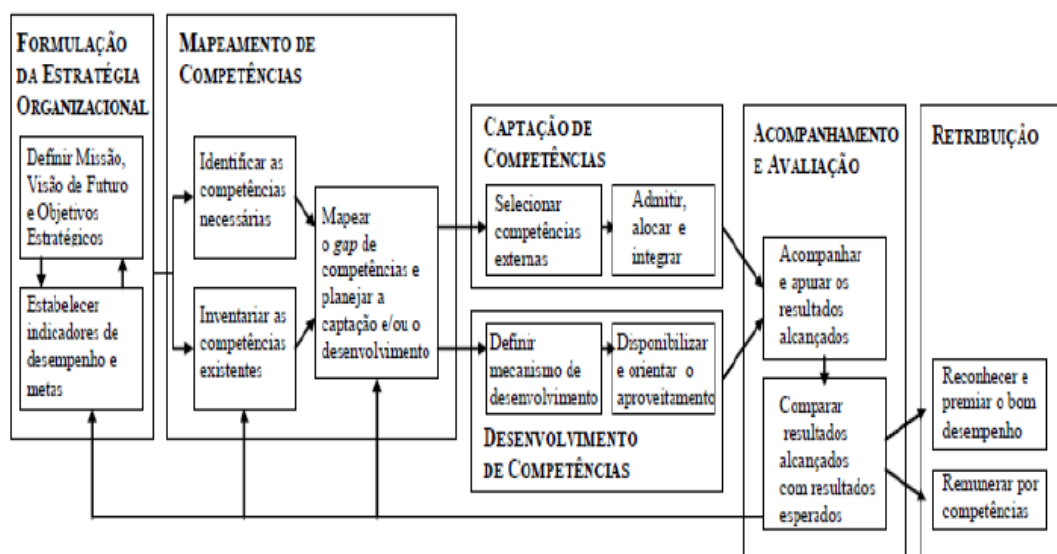 FORMULAÇÃO
DA ESTRATÉGIA
ORGANIZACIONAL
Definir Missão,
Visão de Futuro
e Objetivos
Estratégicos
Estabelecer
indicadores de
desempenho e
metas
MAPEAMENTO DE
COMPETÊNCIAS
Identificar as
competências
necessárias
Inventariar as
competências
existentes
Mapear
o gap de
competências e
planejar a
captação e/ou o
desenvolvimento
CAPTAÇÃO DE
COMPETÊNCIAS
Selecionar
competências
externas
Admitir,
alocar e
integrar
Definir
mecanismo de
desenvolvimento
Disponibilizar
e orientar o
aproveitamento
DESENVOLVIMENTO
DE COMPETÊNCIAS
ACOMPANHAMENTO
E AVALIAÇÃO
Acompanhar
e apurar os
resultados
alcançados
Comparar
resultados
alcançados
com resultados
esperados
RETRIBUIÇÃO
Reconhecer e
premiar o bom
desempenho
Remunerar por
competências